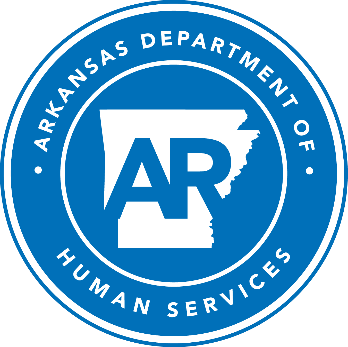 • ARKANSAS DEPARTMENT OF •
AR
HUMAN SERVICES